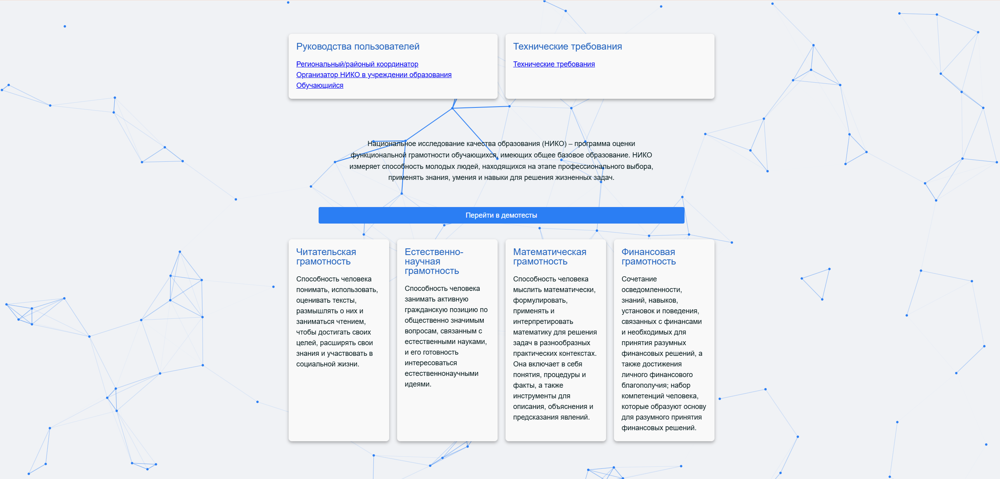 Руководства пользователей
Региональный/районый координатор
Организатор НИКО в учреждении образования
Обучающийся
Технические требования
Технические требования
Национальное исследование качества образования (НИКО) – программа оценки
функциональной грамотности обучающихся, имеющих общее базовое образование. НИКО
измеряет способность молодых людей, находящихся на этапе профессионального выбора,
применять знания, умения и навыки для решения жизненных задач.
Перейти в демотесты
Читательская
грамотность
Способность человека
понимать, использовать,
оценивать тексты,
размышлять о них и
заниматься чтением,
чтобы достигать своих
целей, расширять свои
знания и участвовать в
социальной жизни.
Естественно-
научная
грамотность
Способность человека
занимать активную
гражданскую позицию по
общественно значимым
вопросам, связанным с
естественными науками,
и его готовность
интересоваться
естественнонаучными
идеями.
Математическая
грамотность
Способность человека
мыслить математически,
формулировать,
применять и
интерпретировать
математику для решения
задач в разнообразных
практических контекстах.
Она включает в себя
понятия, процедуры и
факты, а также
инструменты для
описания, объяснения и
предсказания явлений.
Финансовая
грамотность
Сочетание
осведомленности,
знаний, навыков,
установок и поведения,
связанных с финансами
и необходимых для
принятия разумных
финансовых решений, а
также достижения
личного финансового
благополучия; набор
компетенций человека,
которые образуют основу
для разумного принятия
финансовых решений.